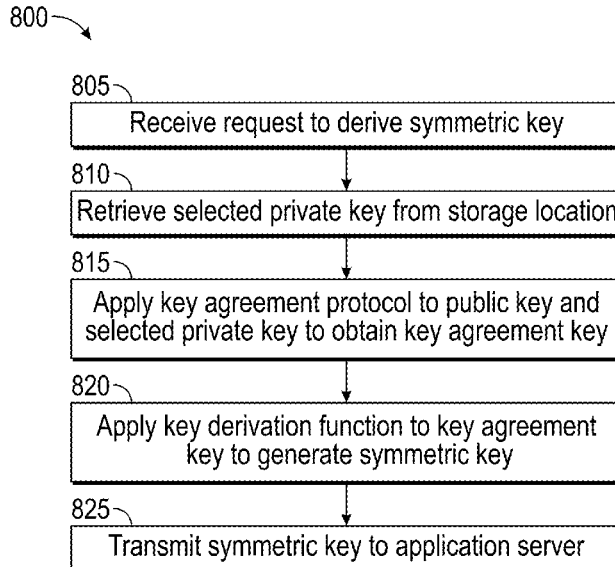 800
805
Receive request to derive symmetric key
810
Retrieve selected private key from storage location
815
Apply key agreement protocol to public key and
selected private key to obtain key agreement key
820
Apply key derivation function to key agreement
key to generate symmetric key
825
Transmit symmetric key to application server